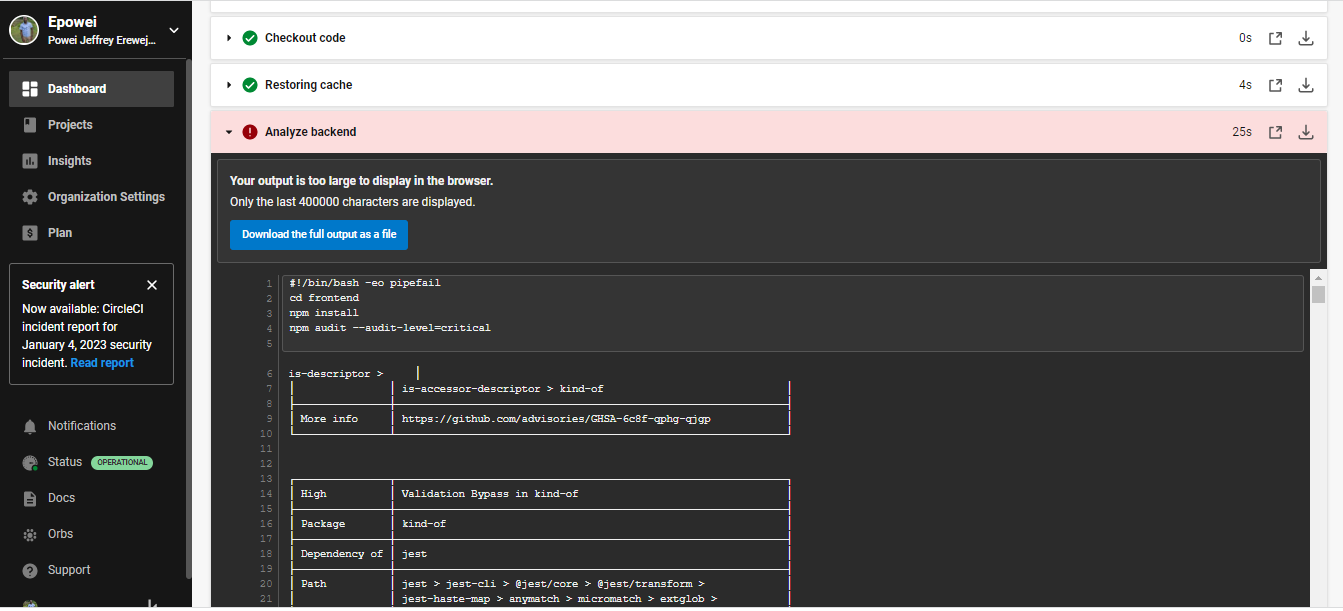 Epowei
Powei Jeffrey Erewej...
Dashboard
Projects
Insights
Organization Settings
Plan
Security alert
Now available: CircleCI
incident report for
January 4, 2023 security
incident. Read report
Notifications
Status OPERATIONAL
Docs
Orbs
Support
Checkout code 0s
Restoring cache 4s
Analyze backend 25s
Your output is too large to display in the browser.
Only the last 400000 characters are displayed.
Download the full output as a file
1 #!/bin/bash -eo pipefail
2 cd frontend
3 npm install
4 npm audit --audit-level=critical
5
6 is-descriptor >
7 is-accessor-descriptor > kind-of
8
9 More info https://github.com/advisories/GHSA-6c8f-qphg-qjgp
10
11
12
13
14 High Validation Bypass in kind-of
15
16 Package kind-of
17
18 Dependency of jest
19
20 Path jest > jest-cli > @jest/core > @jest/transform >
21 jest-haste-map > anymatch > micromatch > extglob >